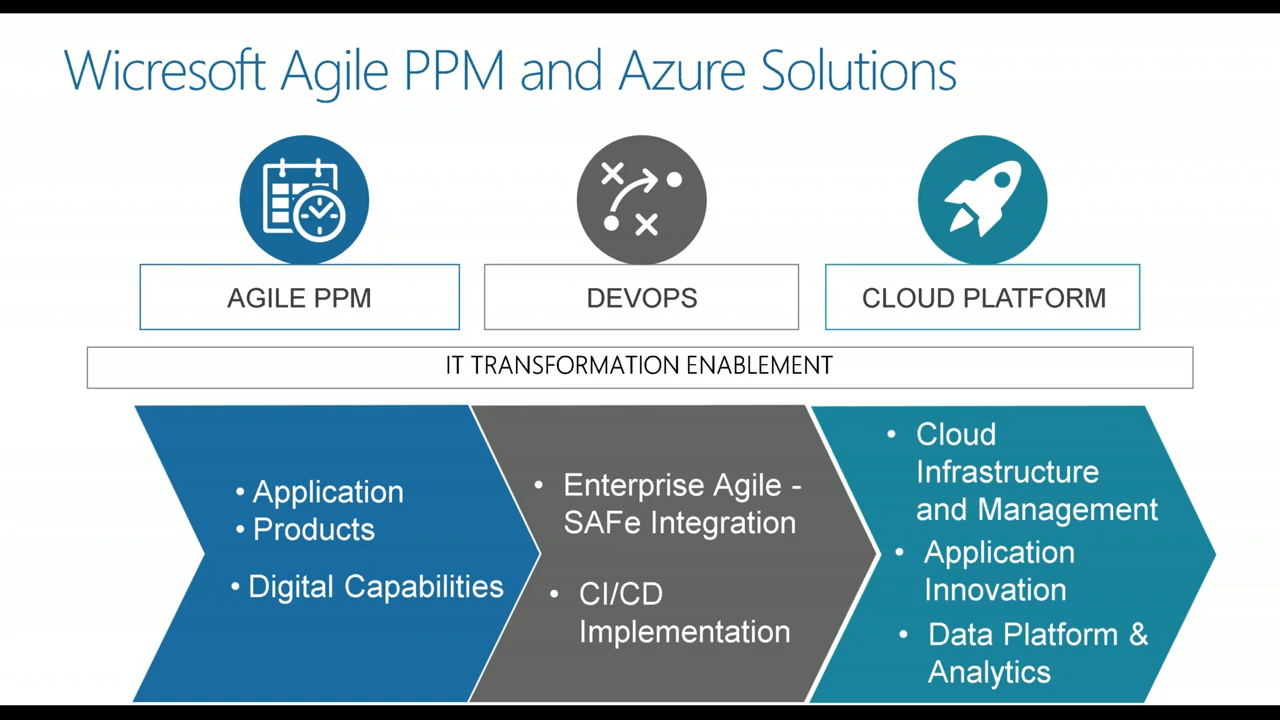 Wicresoft Agile PPM and Azure Solutions
AGILE PPM
DEVOPS
CLOUD PLATFORM
IT TRANSFORMATION ENABLEMENT
• Application
• Products
• Digital Capabilities
• Enterprise Agile -
SAFe Integration
• CI/CD
Implementation
• Cloud
Infrastructure
and Management
• Application
Innovation
• Data Platform &
Analytics